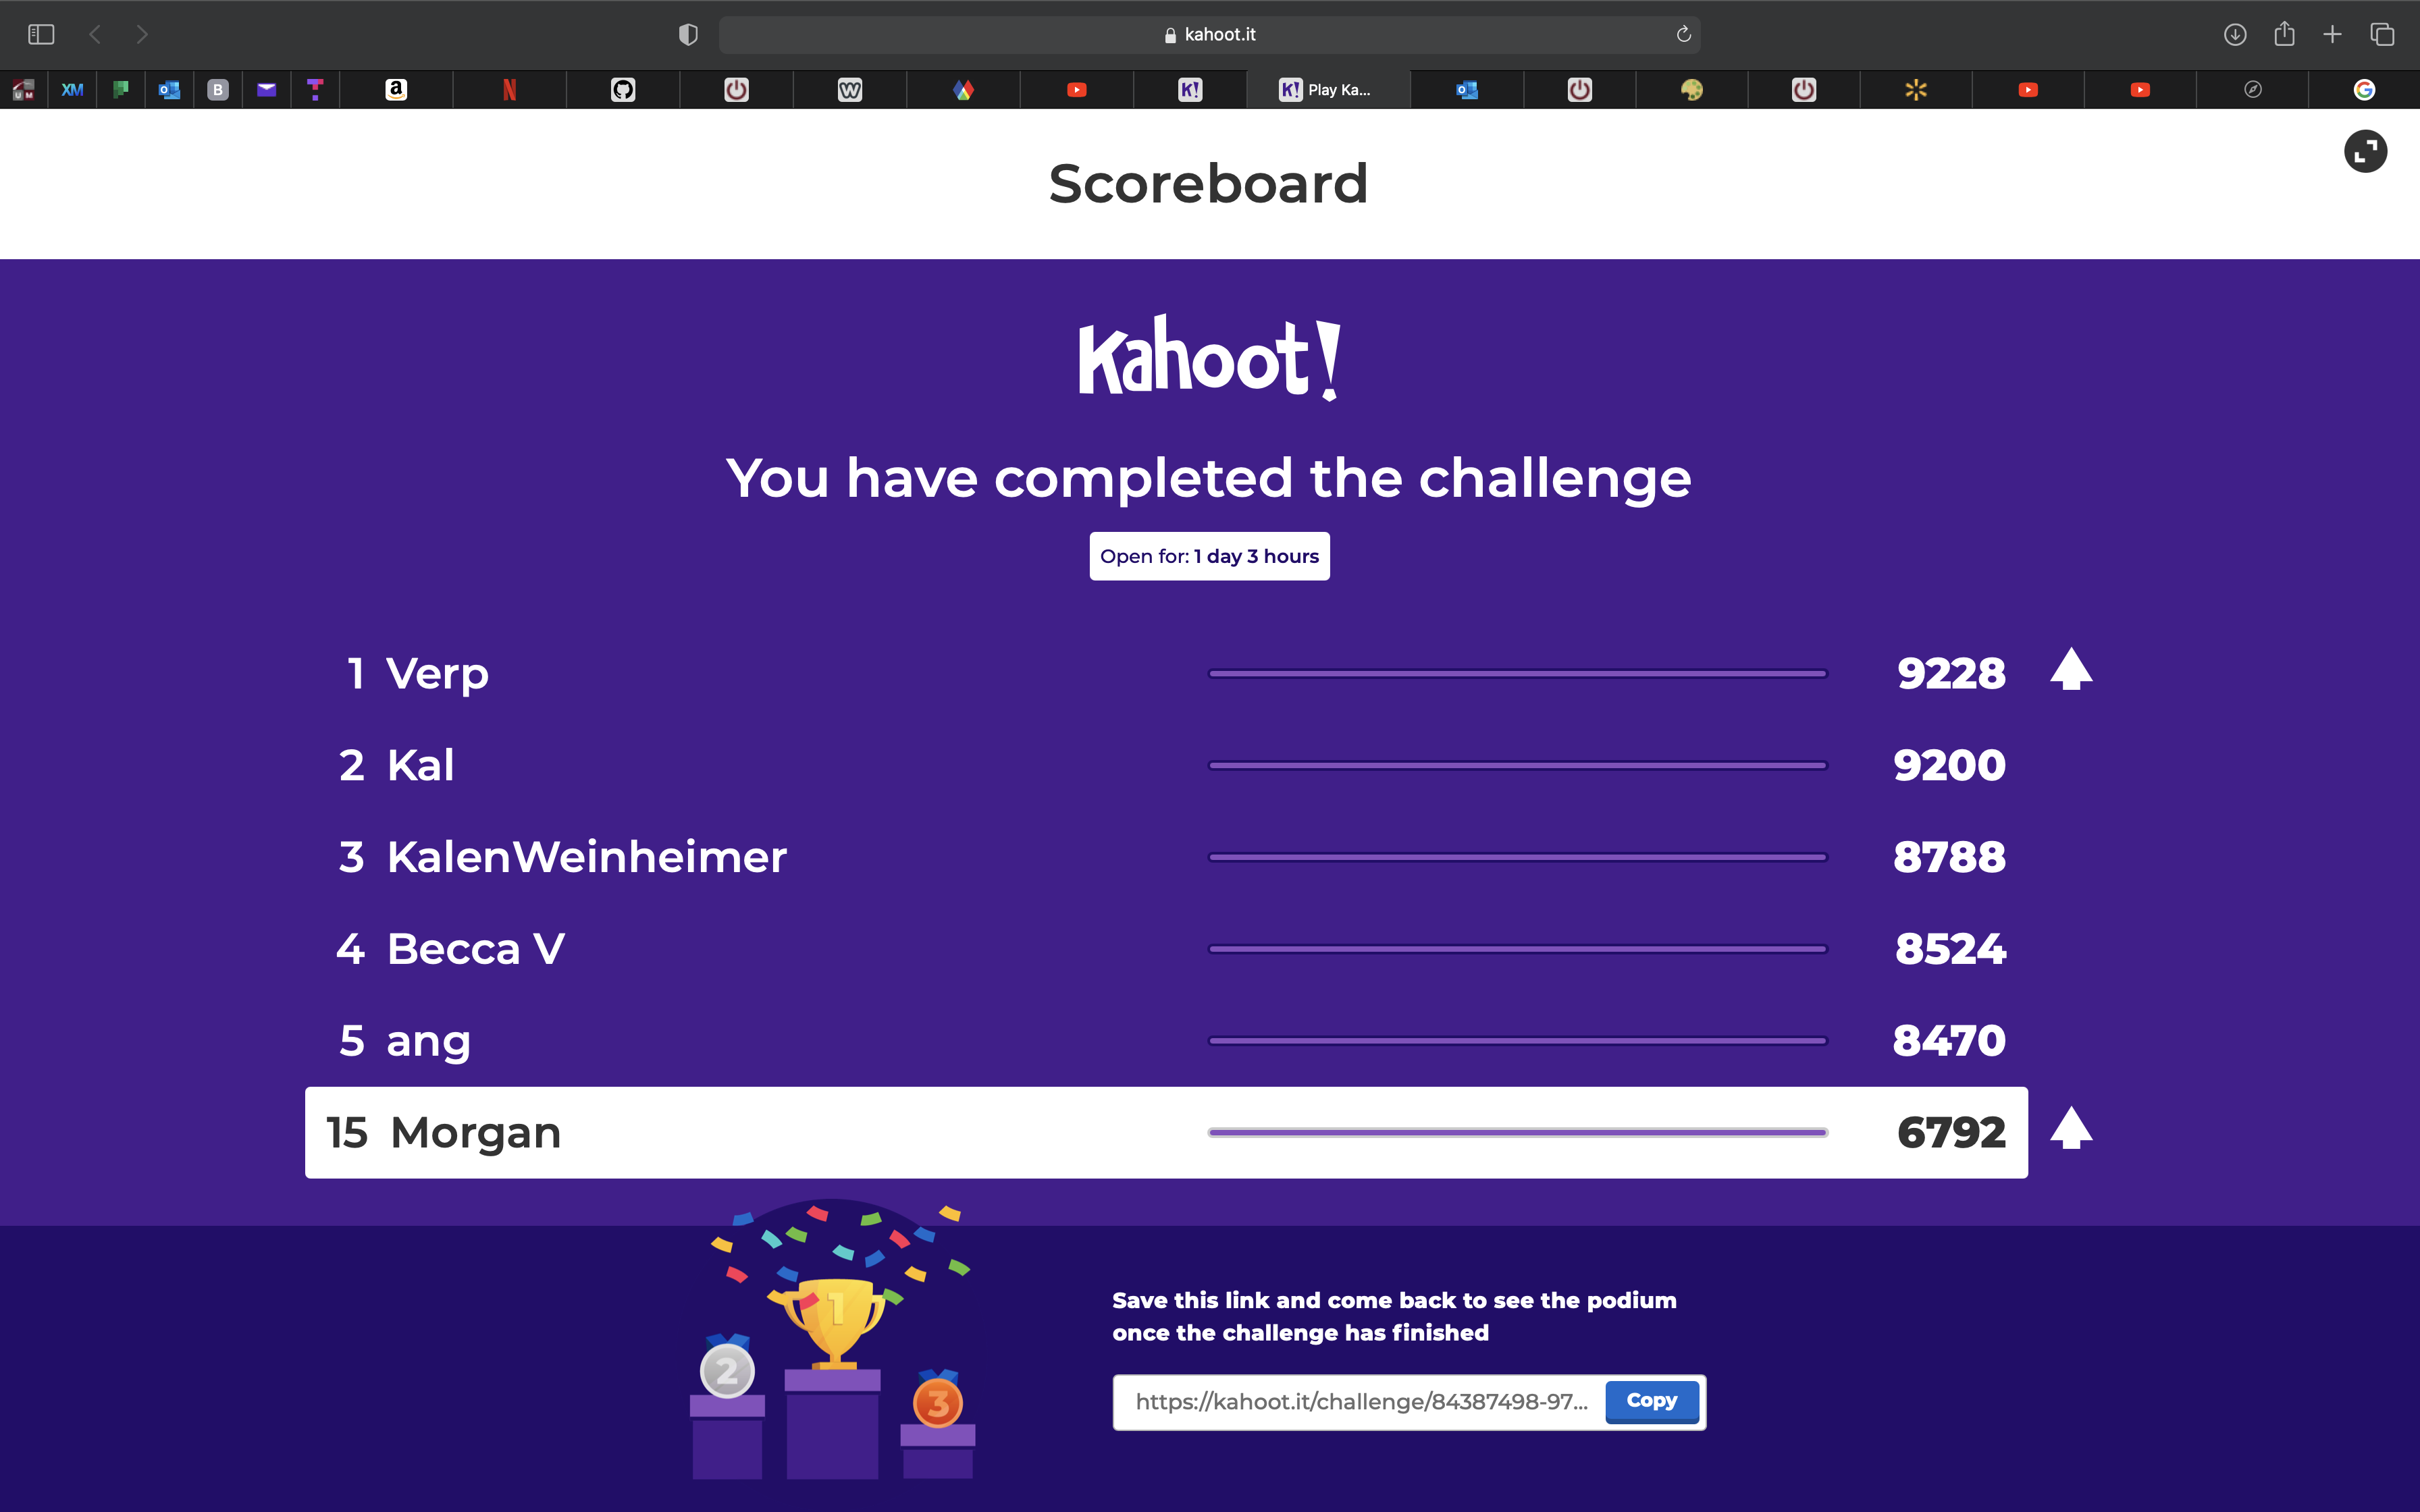 kahoot.it
XM
B
T
a
N
W
K!
K! Play Ka...
G
Scoreboard
Kahoot!
You have completed the challenge
Open for: 1 day 3 hours
1 Verp 9228
2 Kal 9200
3 KalenWeinheimer 8788
4 Becca V 8524
5 ang 8470
15 Morgan 6792
1
2
3
Save this link and come back to see the podium
once the challenge has finished
https://kahoot.it/challenge/84387498-97... Copy